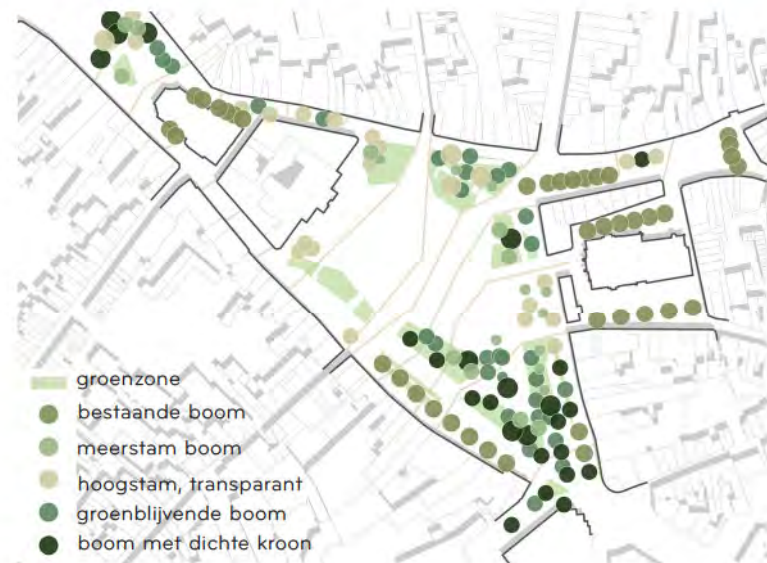 groenzone
bestaande boom
meerstam boom
hoogstam, transparant
groenblijvende boom
boom met dichte kroon